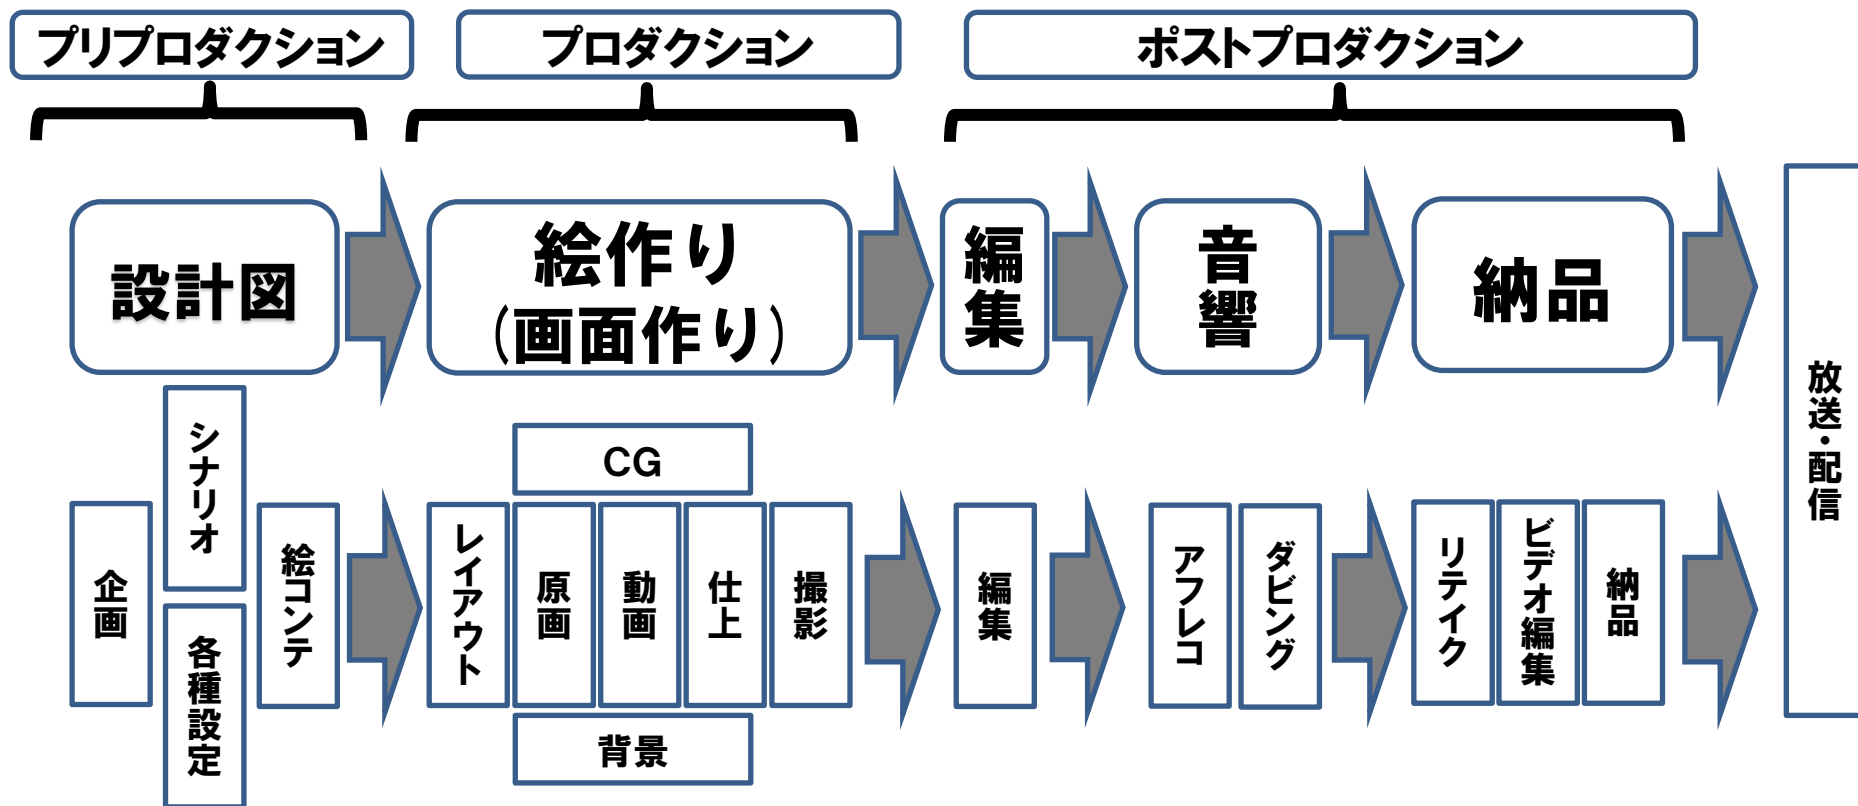 プリプロダクション
プロダクション
ポストプロダクション
設計図
絵作り
（画面作り）
編集
音響
納品
放送・配信
企画
シナリオ
各種設定
絵コンテ
CG
レイアウト
原画
動画
仕上
撮影
背景
編集
アフレコ
ダビング
リテイク
ビデオ編集
納品